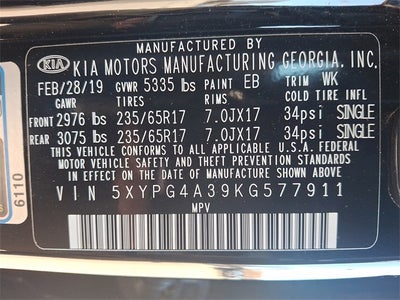 MANUFACTURED BY
KIA KIA MOTORS MANUFACTURING GEORGIA, INC.
FEB/28/19 GVWR 5335 lbs PAINT EB TRIM WK
GAWR TIRES RIMS COLD TIRE INFL
FRONT 2976 lbs 235/65R17 7.0JX17 34psi SINGLE
REAR 3075 lbs 235/65R17 7.0JX17 34psi SINGLE
THIS VEHICLE CONFORMS TO ALL APPLICABLE U.S.A. FEDERAL
MOTOR VEHICLE SAFETY, BUMPER, AND THEFT PREVENTION
STANDARDS IN EFFECT ON THE DATE OF MANUFACTURE SHOWN ABOVE.
VIN 5XYPG4A39KG577911
MPV
6110